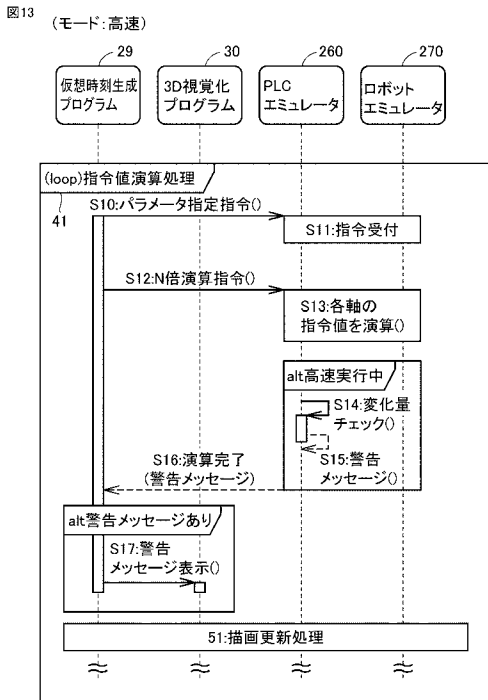 図13
(モード:高速)
29
30
260
270
仮想時刻生成
プログラム
3D視覚化
プログラム
PLC
エミュレータ
ロボット
エミュレータ
(loop)指令値演算処理
41
S10:パラメータ指定指令()
S11:指令受付
S12:N倍演算指令()
S13:各軸の
指令値を演算()
alt高速実行中
S14:変化量
チェック()
S15:警告
メッセージ()
S16:演算完了
(警告メッセージ)
alt警告メッセージあり
S17:警告
メッセージ表示()
51:描画更新処理